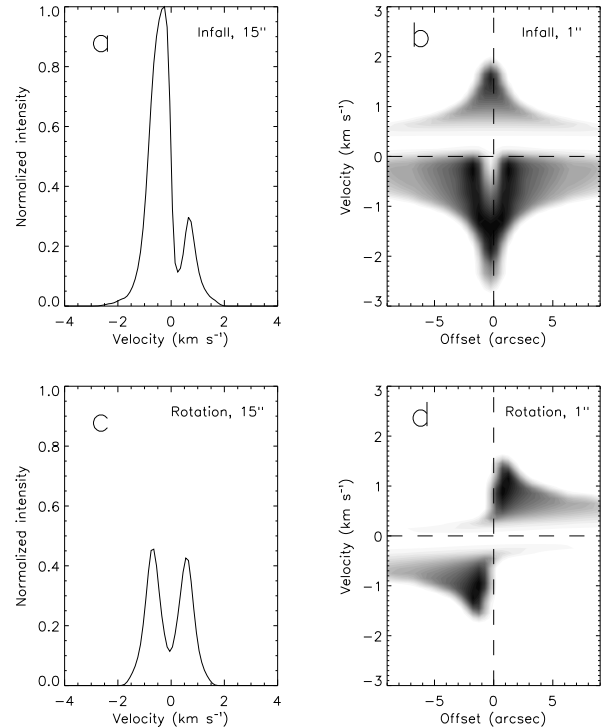 a
Infall, 15"
1.0
0.8
0.6
0.4
0.2
0.0
Normalized intensity
−4 −2 0 2 4
Velocity (km s⁻¹)
b
Infall, 1"
3
2
1
0
−1
−2
−3
Velocity (km s⁻¹)
−5 0 5
Offset (arcsec)
c
Rotation, 15"
1.0
0.8
0.6
0.4
0.2
0.0
Normalized intensity
−4 −2 0 2 4
Velocity (km s⁻¹)
d
Rotation, 1"
3
2
1
0
−1
−2
−3
Velocity (km s⁻¹)
−5 0 5
Offset (arcsec)